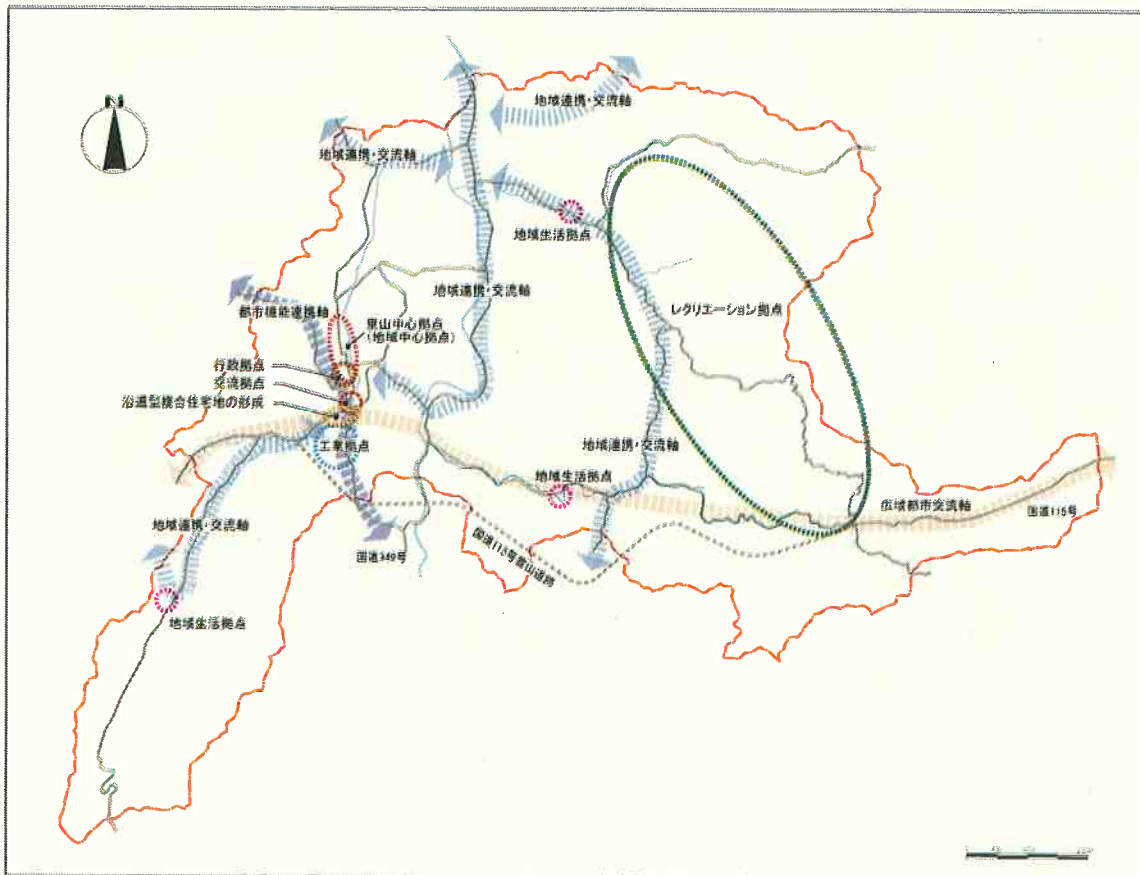 N
地域連携・交流軸
地域連携・交流軸
地域生活拠点
地域連携・交流軸
都市機能連携軸
レクリエーション拠点
里山中心拠点
(地域中心拠点)
行政拠点
交流拠点
沿道型複合住宅地の形成
工業拠点
地域連携・交流軸
地域生活拠点
広域都市交流軸
国道115号
地域連携・交流軸
国道349号
国道115号霊山道路
地域生活拠点